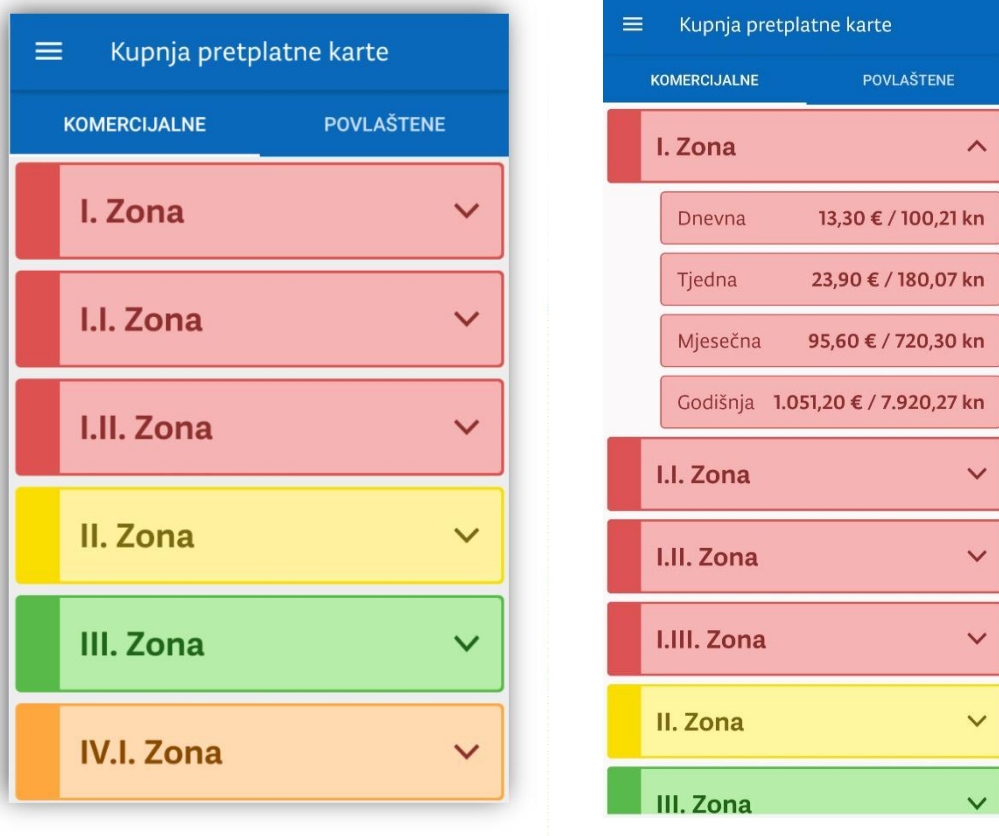 Kupnja pretplatne karte
KOMERCIJALNE POVLAŠTENE
I. Zona
I.I. Zona
I.II. Zona
II. Zona
III. Zona
IV.I. Zona
Kupnja pretplatne karte
KOMERCIJALNE POVLAŠTENE
I. Zona
Dnevna 13,30 € / 100,21 kn
Tjedna 23,90 € / 180,07 kn
Mjesečna 95,60 € / 720,30 kn
Godišnja 1.051,20 € / 7.920,27 kn
I.I. Zona
I.II. Zona
I.III. Zona
II. Zona
III. Zona